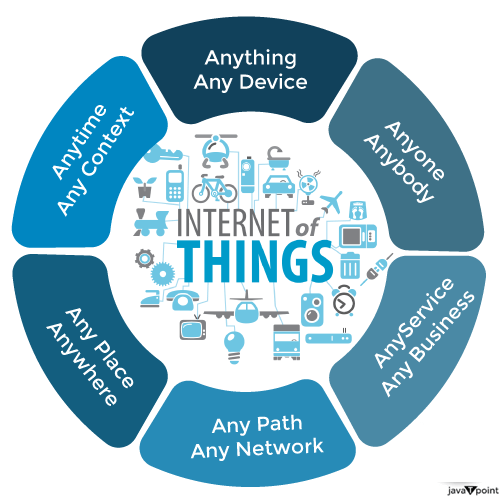 Anything
Any Device
Anyone
Anybody
AnyService
Any Business
Any Path
Any Network
Any Place
Anywhere
Anytime
Any Context
INTERNET of
THINGS
javaTpoint